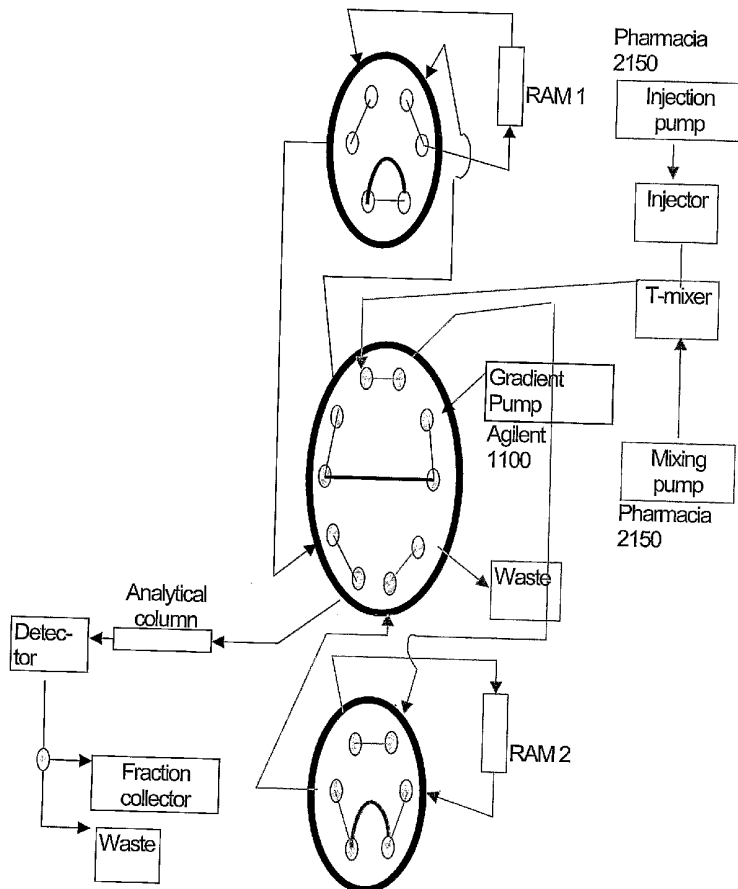 Pharmacia
2150
RAM 1
Injection
pump
Injector
T-mixer
Gradient
Pump
Agilent
1100
Mixing
pump
Pharmacia
2150
Waste
Analytical
column
Detec-
tor
RAM 2
Fraction
collector
Waste